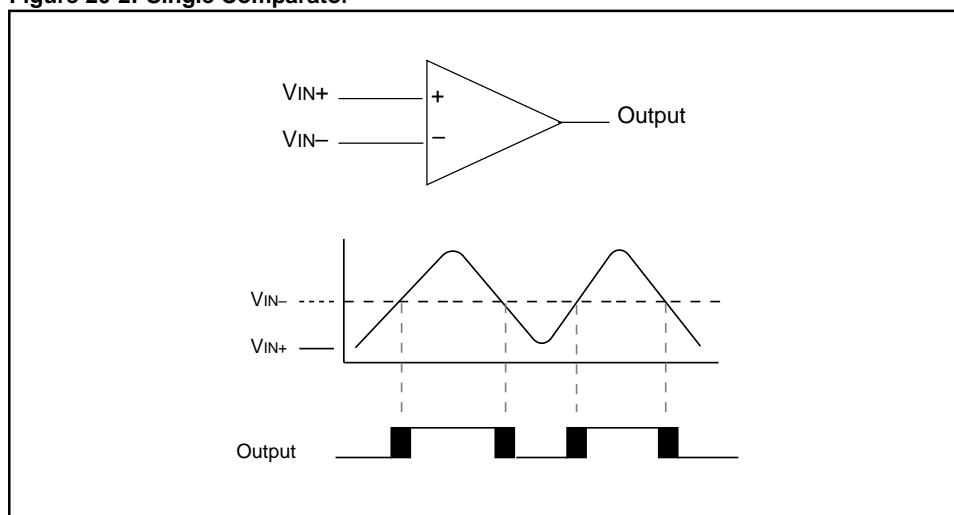 Figure 20-2: Single Comparator
VIN+
+
Output
VIN–
–
VIN–
VIN+
Output